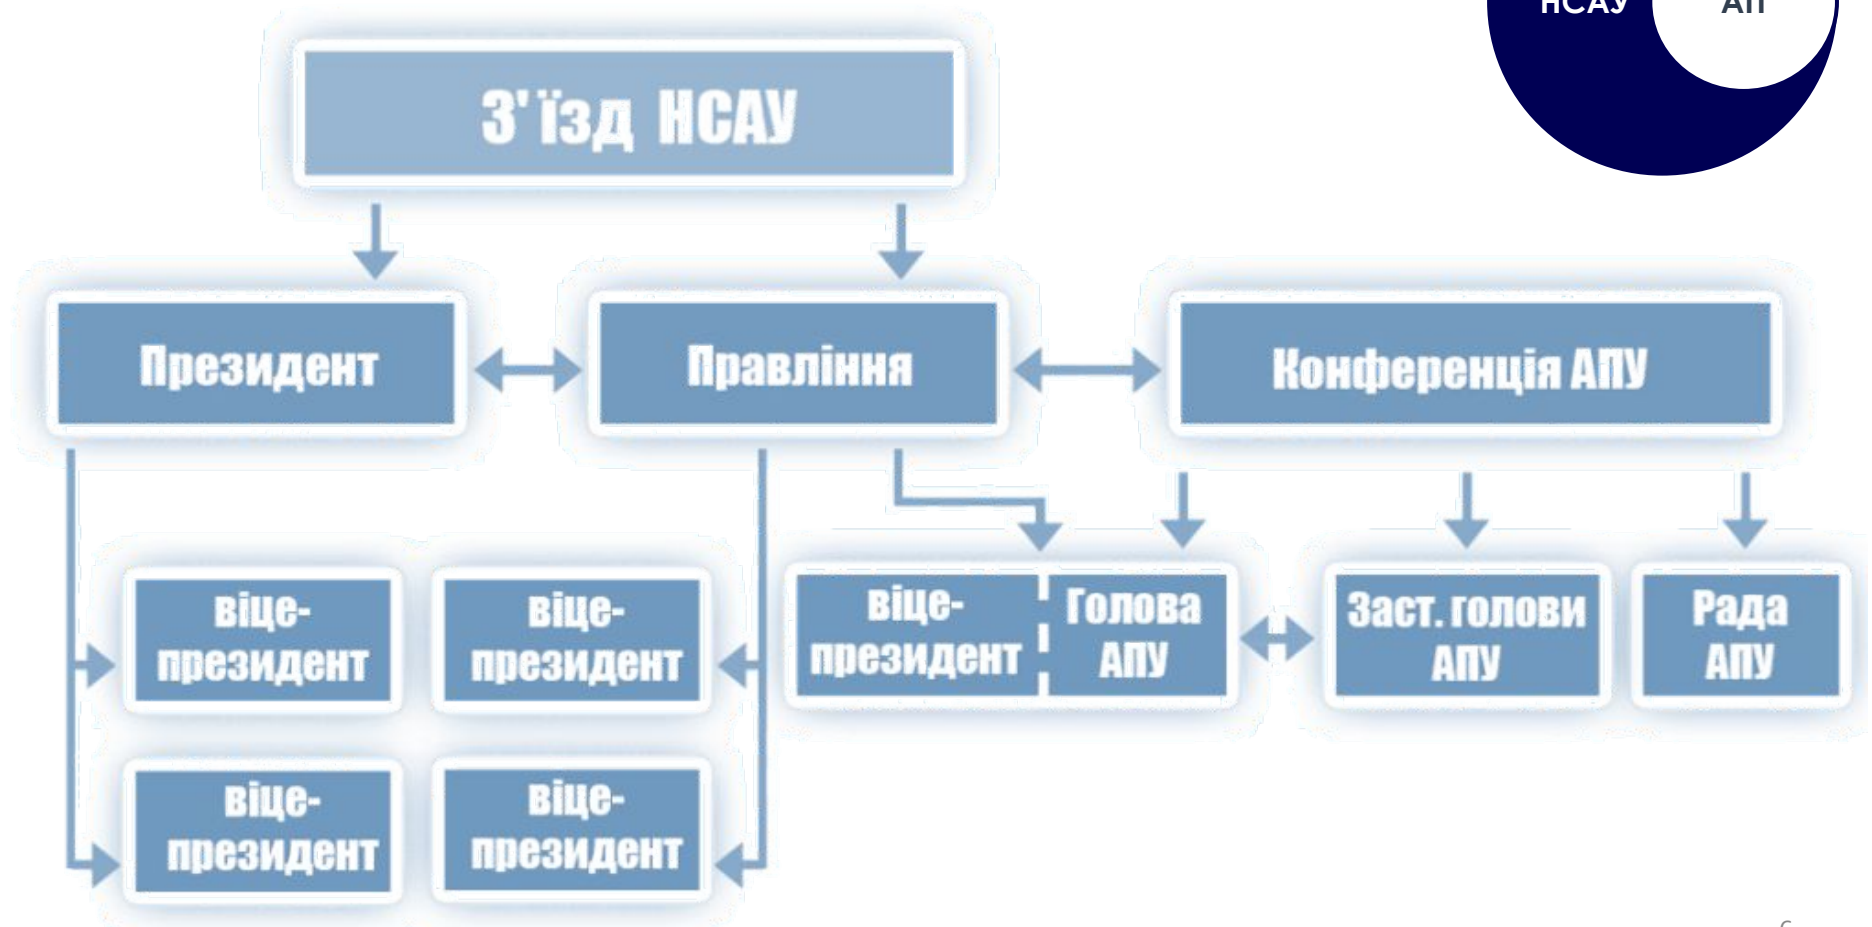 НСАУ АП
З'їзд НСАУ
Президент
Правління
Конференція АПУ
віце-
президент
віце-
президент
віце-
президент
Голова
АПУ
Заст. голови
АПУ
Рада
АПУ
віце-
президент
віце-
президент